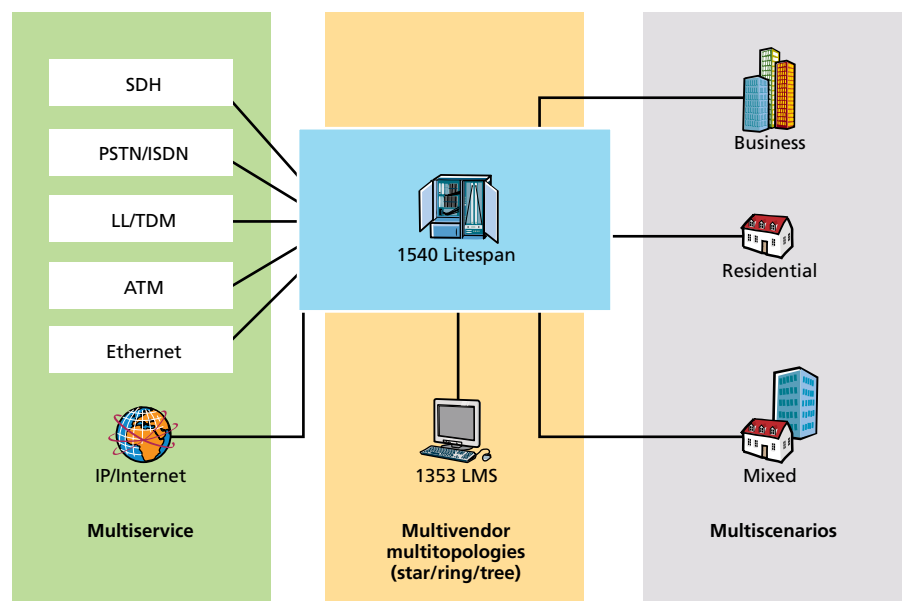 SDH
PSTN/ISDN
LL/TDM
ATM
Ethernet
IP/Internet
Multiservice
1540 Litespan
1353 LMS
Multivendor
multitopologies
(star/ring/tree)
Business
Residential
Mixed
Multiscenarios